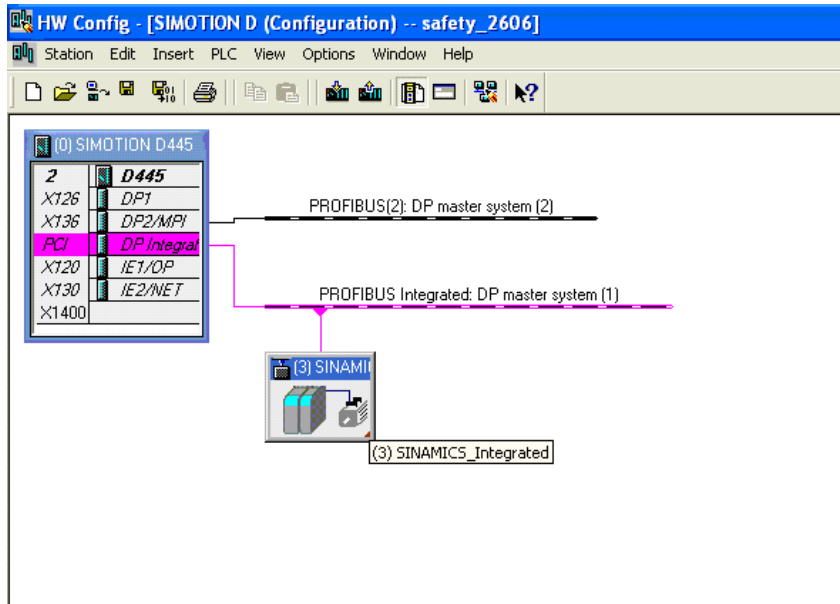 HW Config - [SIMOTION D (Configuration) -- safety_2606]
Station Edit Insert PLC View Options Window Help
(0) SIMOTION D445
2 D445
X126 DP1
X136 DP2/MPI
PCI DP Integrat
X120 IE1/OP
X130 IE2/NET
X1400
PROFIBUS(2): DP master system (2)
PROFIBUS Integrated: DP master system (1)
(3) SINAMI
(3) SINAMICS_Integrated